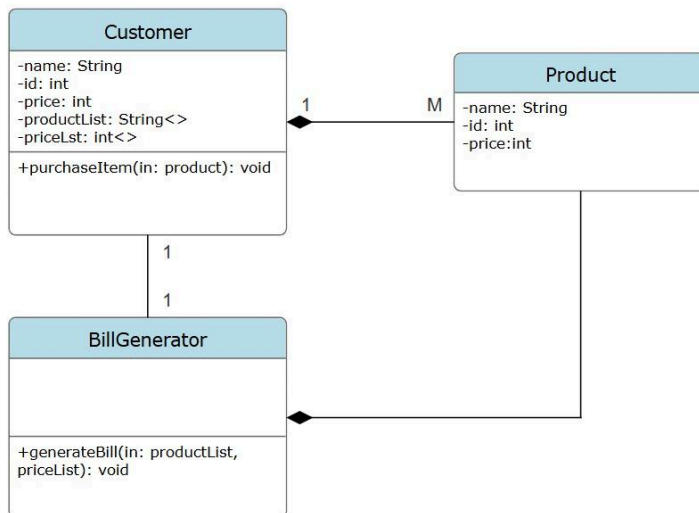 Customer
-name: String
-id: int
-price: int
-productList: String<>
-priceLst: int<>
+purchaseItem(in: product): void
1
M
Product
-name: String
-id: int
-price:int
1
1
BillGenerator
+generateBill(in: productList,
priceList): void